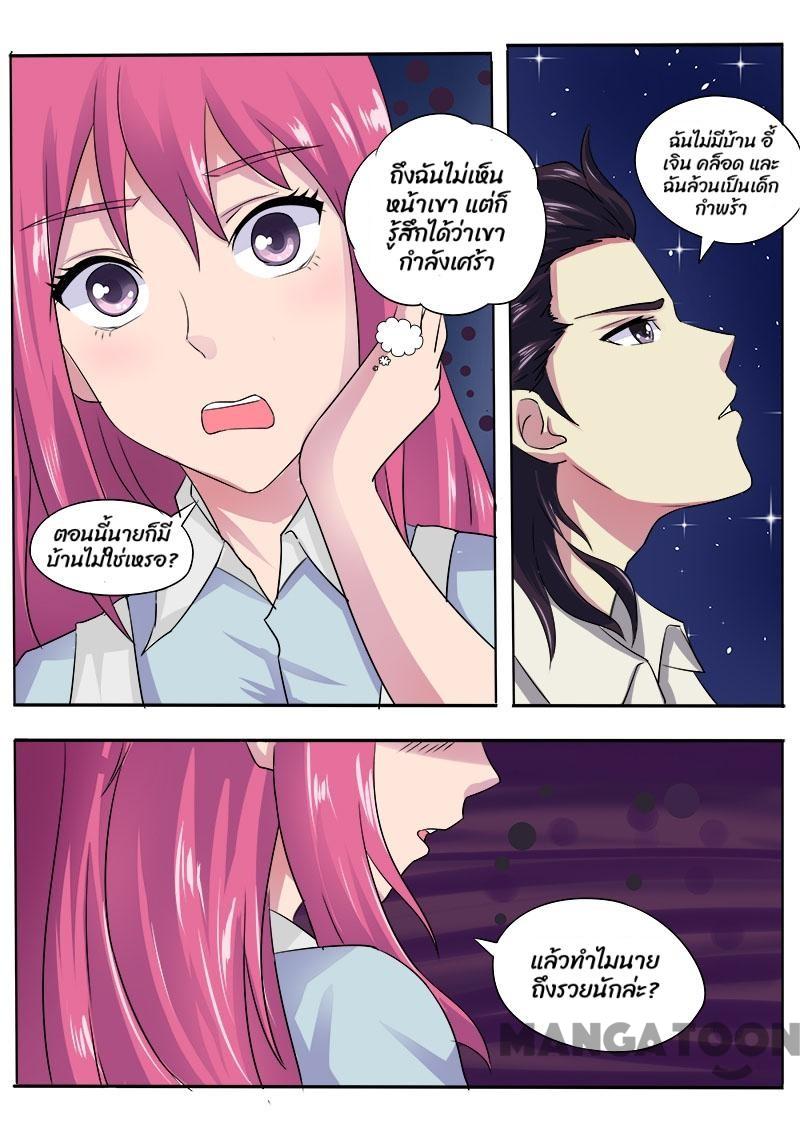 ถึงฉันไม่เห็น
หน้าเขา แต่ก็
รู้สึกได้ว่าเขา
กำลังเศร้า
ตอนนี้นายก็มี
บ้านไม่ใช่เหรอ?
ฉันไม่มีบ้าน อี้
เจิน คล็อด และ
ฉันล้วนเป็นเด็ก
กำพร้า
แล้วทำไมนาย
ถึงรวยนักล่ะ?
MANGATOON